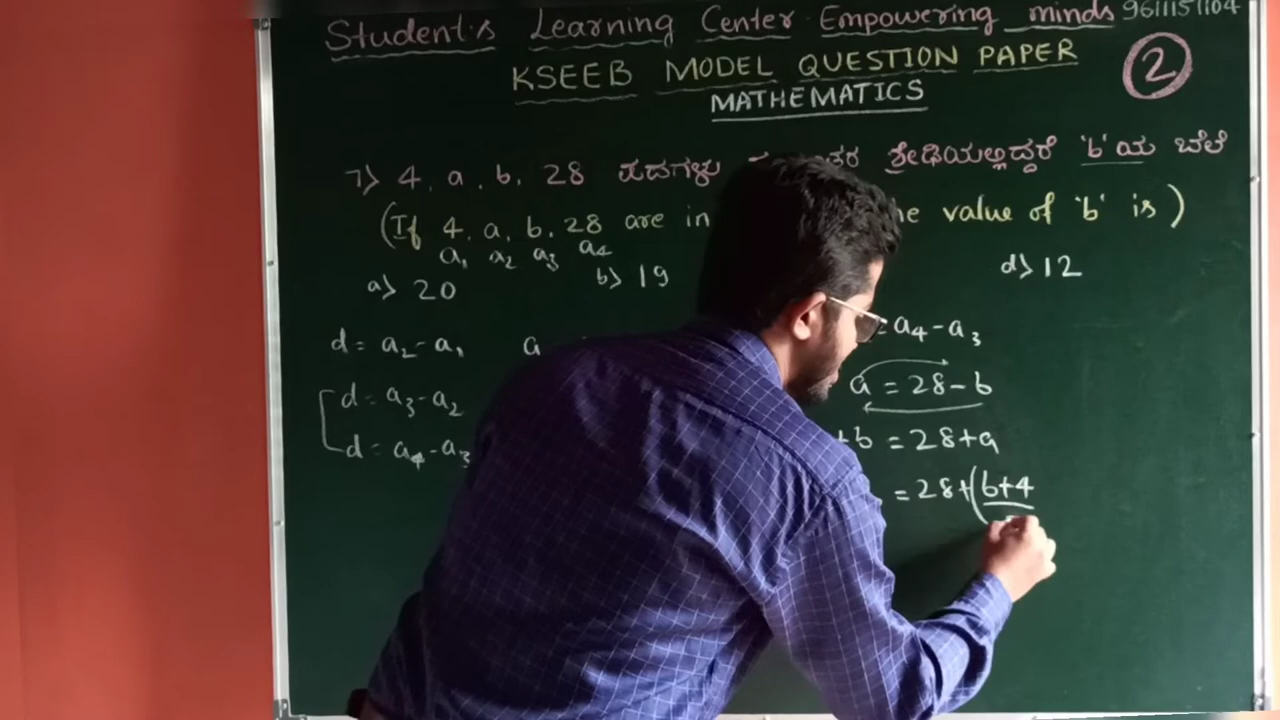 Student's Learning Center Empowering minds 9611151104
KSEEB MODEL QUESTION PAPER
2
MATHEMATICS
7) 4, a, b, 28 ಪದಗಳು ಶ್ರೇಢಿಯಲ್ಲಿದ್ದರೆ 'b' ಯ ಬೆಲೆ
(If 4, a, b, 28 are in value of 'b' is)
a₁ a₂ a₃ a₄
a) 20 b) 19 d) 12
d = a₂ - a₁ a = a₄ - a₃
d = a₃ - a₂ a = 28 - b
d = a₄ - a₃ + b = 28 + a
= 28 + (b + 4